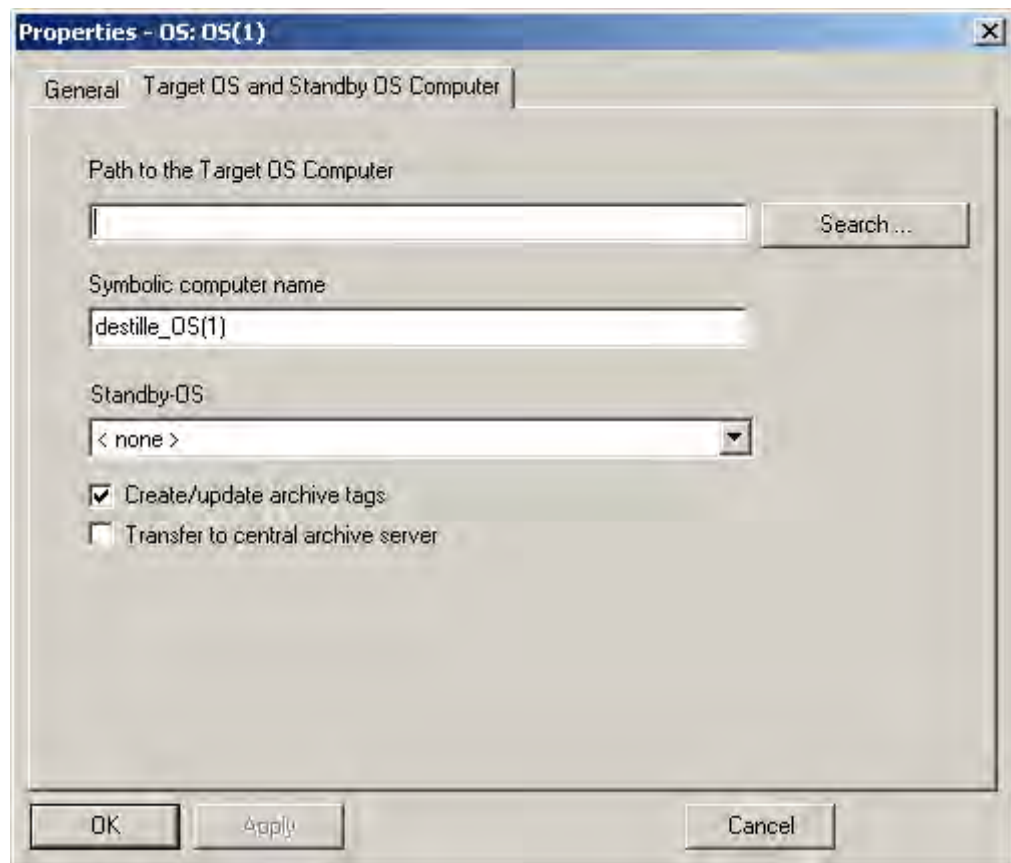 Properties - OS: OS(1)
General Target OS and Standby OS Computer
Path to the Target OS Computer
Search ...
Symbolic computer name
destille_OS(1)
Standby-OS
< none >
Create/update archive tags
Transfer to central archive server
OK Apply Cancel